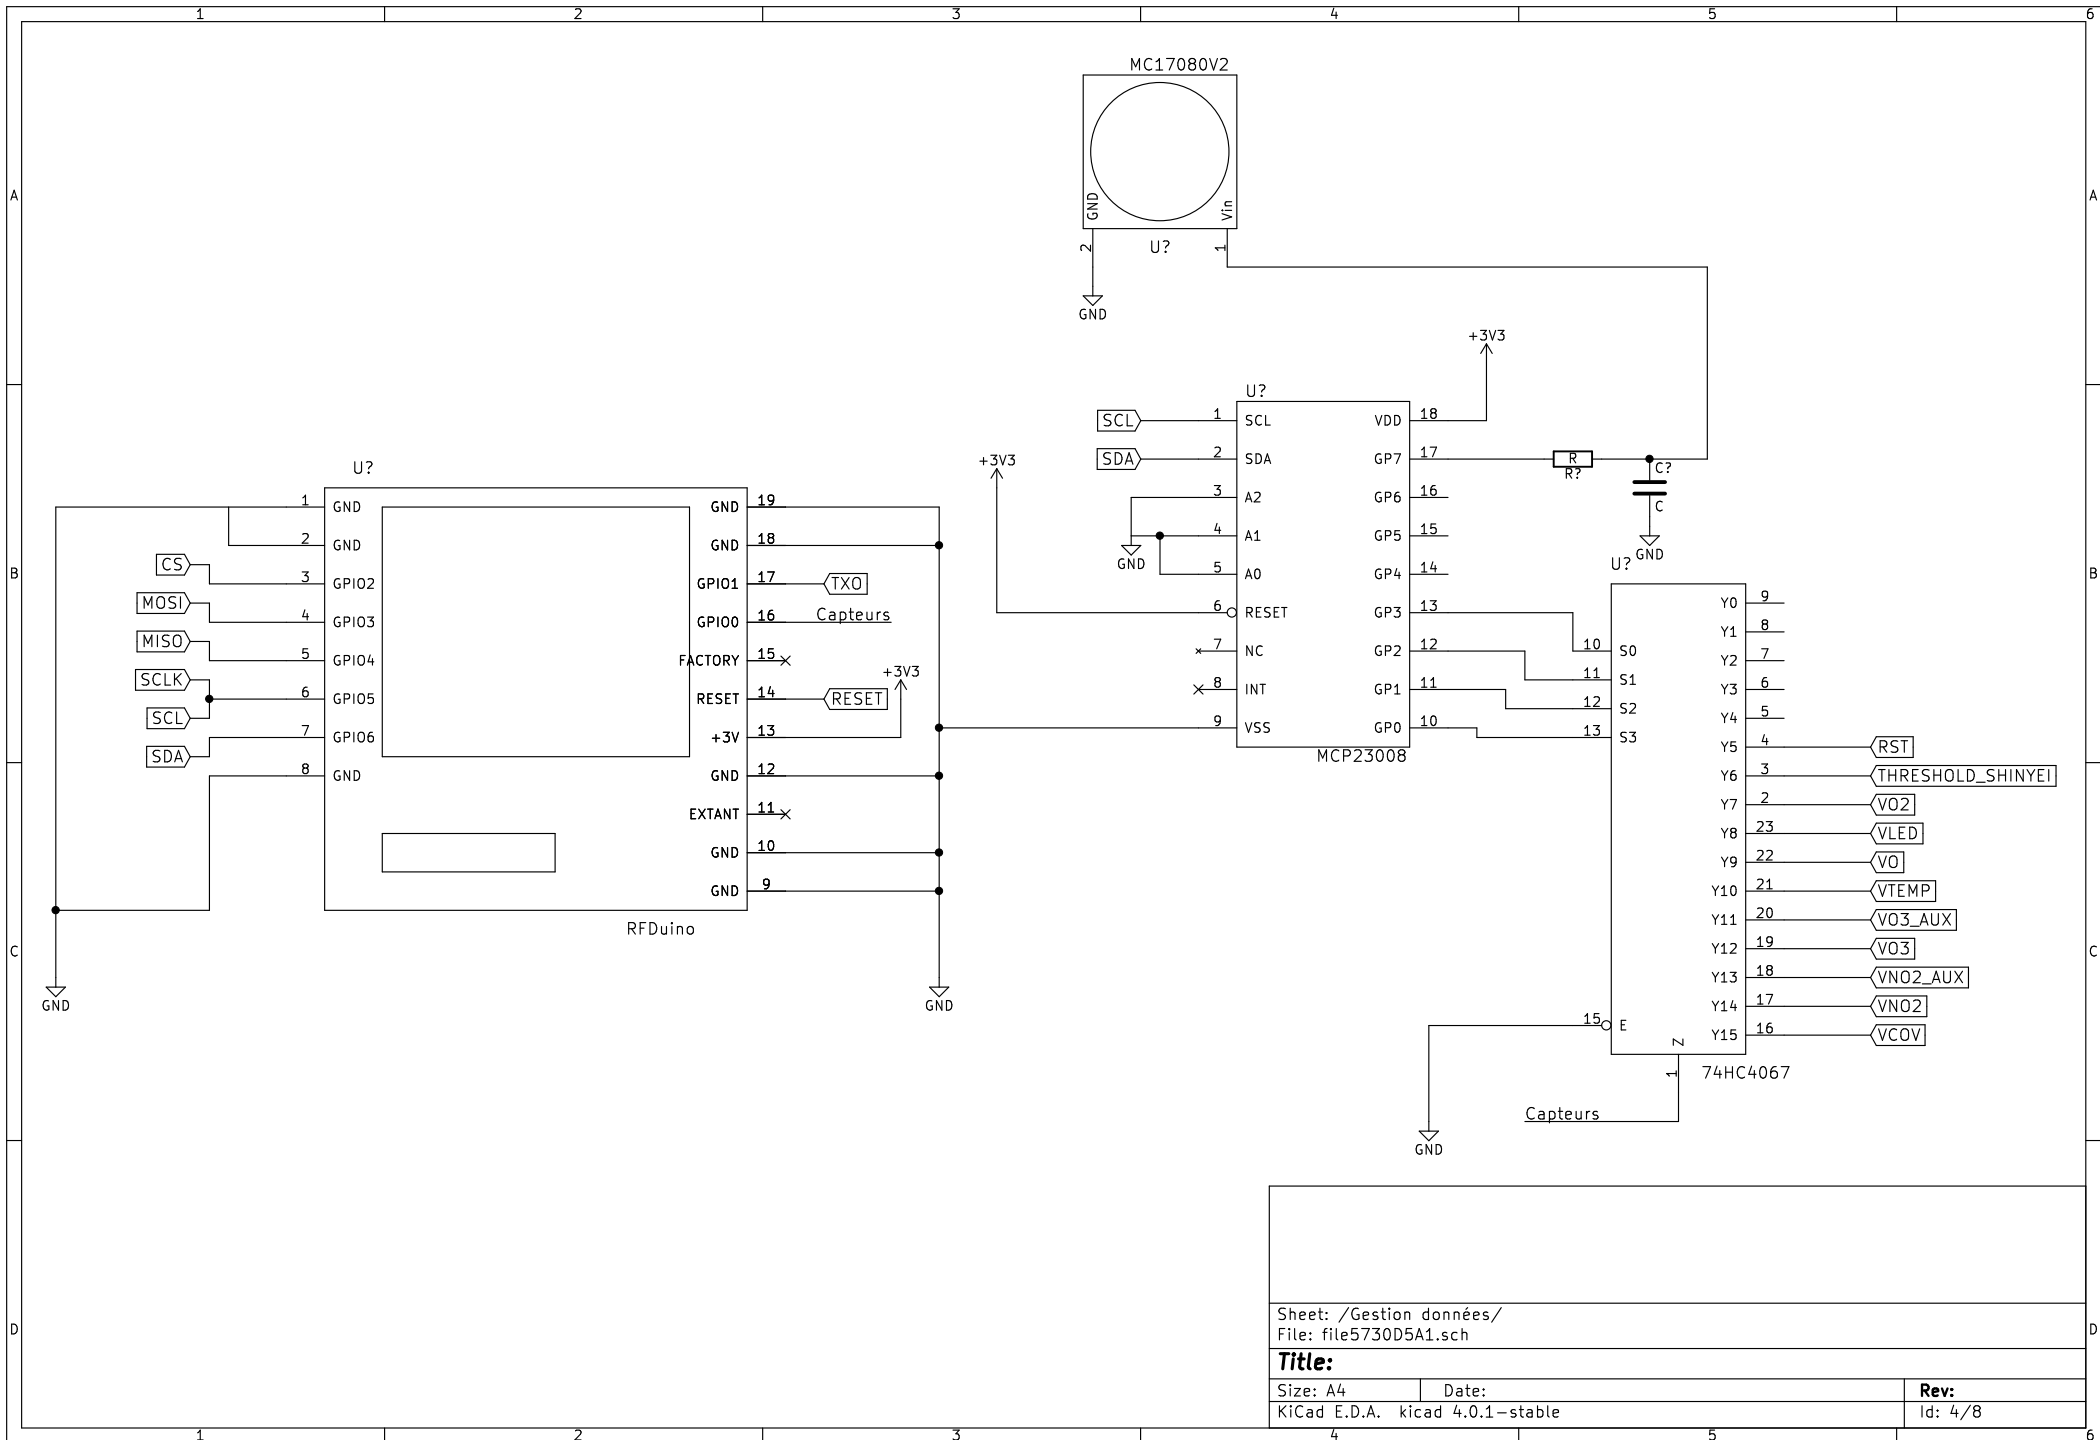 1 2 3 4 5 6
A A
B B
C C
D D
1 2 3 4 5 6
MC17080V2
GND
Vin
2
1
U?
GND
+3V3
U?
SCL 1 SCL VDD 18
SDA 2 SDA GP7 17
R
R?
C?
C
GND
+3V3
3 A2 GP6 16
4 A1 GP5 15
GND
5 A0 GP4 14
6 RESET GP3 13
7 NC GP2 12
8 INT GP1 11
9 VSS GP0 10
MCP23008
U?
1 GND GND 19
2 GND GND 18
CS 3 GPIO2 GPIO1 17 TXO
MOSI 4 GPIO3 GPIO0 16 Capteurs
MISO 5 GPIO4 FACTORY 15
SCLK
+3V3
6 GPIO5 RESET 14 RESET
SCL
7 GPIO6 +3V 13
SDA
8 GND GND 12
EXTANT 11
GND 10
GND 9
RFDuino
GND
GND
U?
Y0 9
Y1 8
10 S0 Y2 7
11 S1 Y3 6
12 S2 Y4 5
13 S3 Y5 4 RST
Y6 3 THRESHOLD_SHINYEI
Y7 2 VO2
Y8 23 VLED
Y9 22 VO
Y10 21 VTEMP
Y11 20 VO3_AUX
Y12 19 VO3
Y13 18 VNO2_AUX
Y14 17 VNO2
15 E Y15 16 VCOV
Z
1
74HC4067
Capteurs
GND
Sheet: /Gestion données/
File: file5730D5A1.sch
Title:
Size: A4 Date: Rev:
KiCad E.D.A. kicad 4.0.1-stable Id: 4/8